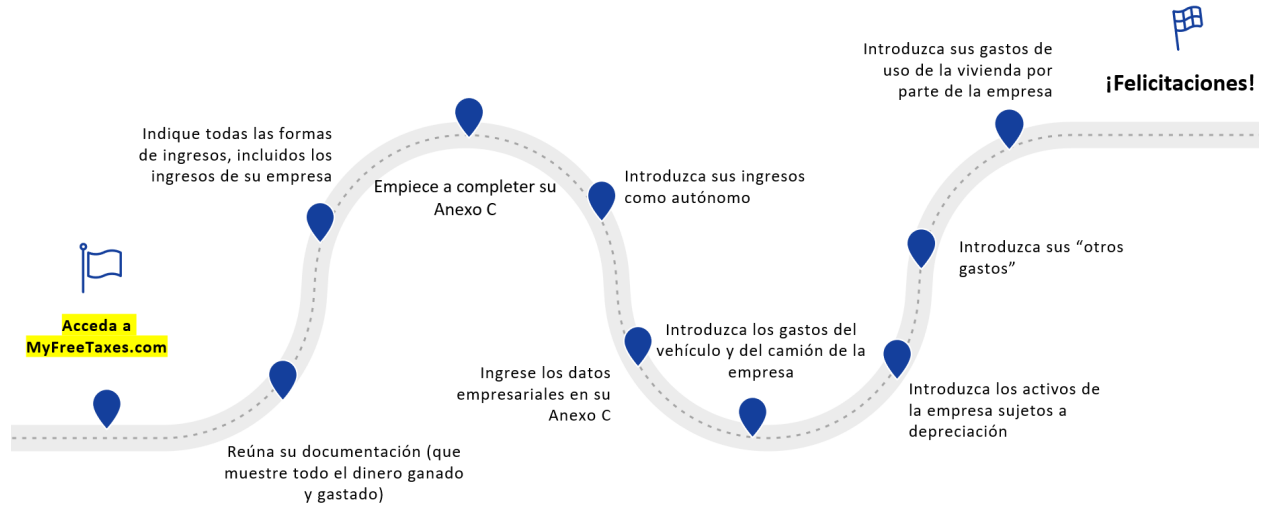 Acceda a
MyFreeTaxes.com
Reúna su documentación (que
muestre todo el dinero ganado
y gastado)
Indique todas las formas
de ingresos, incluidos los
ingresos de su empresa
Empiece a completer su
Anexo C
Introduzca sus ingresos
como autónomo
Ingrese los datos
empresariales en su
Anexo C
Introduzca los gastos del
vehículo y del camión de la
empresa
Introduzca los activos de
la empresa sujetos a
depreciación
Introduzca sus “otros
gastos”
Introduzca sus gastos de
uso de la vivienda por
parte de la empresa
¡Felicitaciones!